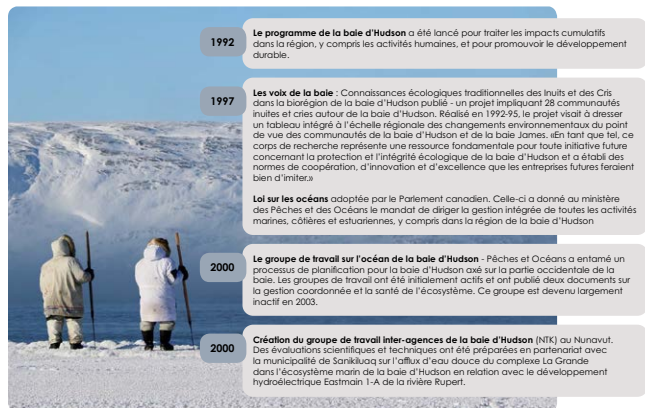 1992
Le programme de la baie d'Hudson a été lancé pour traiter les impacts cumulatifs
dans la région, y compris les activités humaines, et pour promouvoir le développement
durable.
1997
Les voix de la baie : Connaissances écologiques traditionnelles des Inuits et des Cris
dans la biorégion de la baie d'Hudson publié - un projet impliquant 28 communautés
inuites et cries autour de la baie d'Hudson. Réalisé en 1992-95, le projet visait à dresser
un tableau intégré à l'échelle régionale des changements environnementaux du point
de vue des communautés de la baie d'Hudson et de la baie James. «En tant que tel, ce
corps de recherche représente une ressource fondamentale pour toute initiative future
concernant la protection et l'intégrité écologique de la baie d'Hudson et a établi des
normes de coopération, d'innovation et d'excellence que les entreprises futures feraient
bien d'imiter.»
Loi sur les océans adoptée par le Parlement canadien. Celle-ci a donné au ministère
des Pêches et des Océans le mandat de diriger la gestion intégrée de toutes les activités
marines, côtières et estuariennes, y compris dans la région de la baie d'Hudson
2000
Le groupe de travail sur l'océan de la baie d'Hudson - Pêches et Océans a entamé un
processus de planification pour la baie d'Hudson axé sur la partie occidentale de la
baie. Les groupes de travail ont été initialement actifs et ont publié deux documents sur
la gestion coordonnée et la santé de l'écosystème. Ce groupe est devenu largement
inactif en 2003.
2000
Création du groupe de travail inter-agences de la baie d'Hudson (NTK) au Nunavut.
Des évaluations scientifiques et techniques ont été préparées en partenariat avec
la municipalité de Sanikiluaq sur l'afflux d'eau douce du complexe La Grande
dans l'écosystème marin de la baie d'Hudson en relation avec le développement
hydroélectrique Eastmain 1-A de la rivière Rupert.